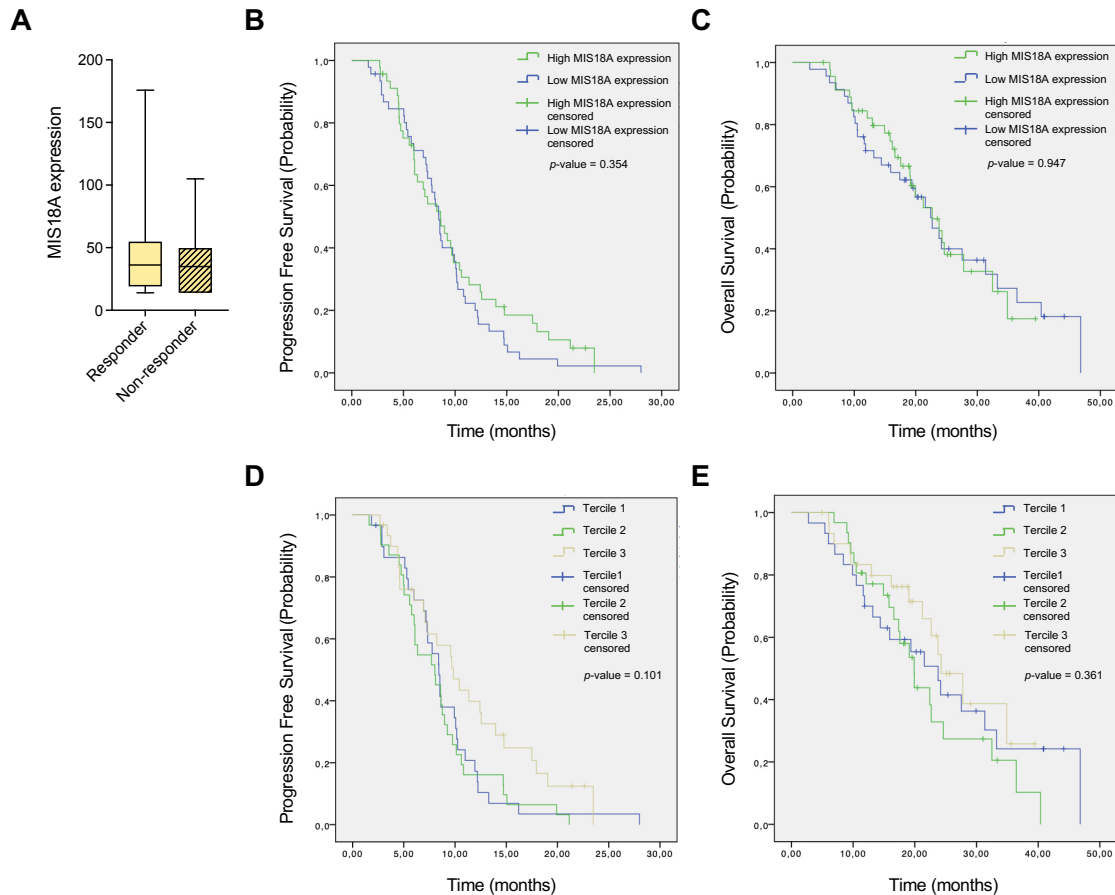 A
MIS18A expression
200
150
100
50
0
Responder
Non-responder
B
Progression Free Survival (Probability)
1,0
0,8
0,6
0,4
0,2
0,0
0,00 5,00 10,00 15,00 20,00 25,00 30,00
Time (months)
High MIS18A expression
Low MIS18A expression
High MIS18A expression
censored
Low MIS18A expression
censored
p-value = 0.354
C
Overall Survival (Probability)
1,0
0,8
0,6
0,4
0,2
0,0
0,00 10,00 20,00 30,00 40,00 50,00
Time (months)
High MIS18A expression
Low MIS18A expression
High MIS18A expression
censored
Low MIS18A expression
censored
p-value = 0.947
D
Progression Free Survival (Probability)
1,0
0,8
0,6
0,4
0,2
0,0
0,00 5,00 10,00 15,00 20,00 25,00 30,00
Time (months)
Tercile 1
Tercile 2
Tercile 3
Tercile1
censored
Tercile 2
censored
Tercile 3
censored
p-value = 0.101
E
Overall Survival (Probability)
1,0
0,8
0,6
0,4
0,2
0,0
0,00 10,00 20,00 30,00 40,00 50,00
Time (months)
Tercile 1
Tercile 2
Tercile 3
Tercile1
censored
Tercile 2
censored
Tercile 3
censored
p-value = 0.361